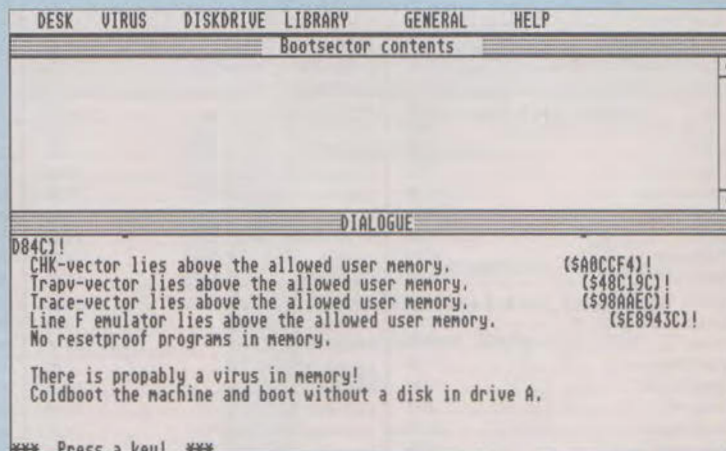 DESK VIRUS DISKDRIVE LIBRARY GENERAL HELP
Bootsector contents
DIALOGUE
D84C)!
CHK-vector lies above the allowed user memory. ($A0CCF4)!
Trapv-vector lies above the allowed user memory. ($48C19C)!
Trace-vector lies above the allowed user memory. ($98AAEC)!
Line F emulator lies above the allowed user memory. ($E8943C)!
No resetproof programs in memory.
There is propably a virus in memory!
Coldboot the machine and boot without a disk in drive A.
*** Press a key! ***